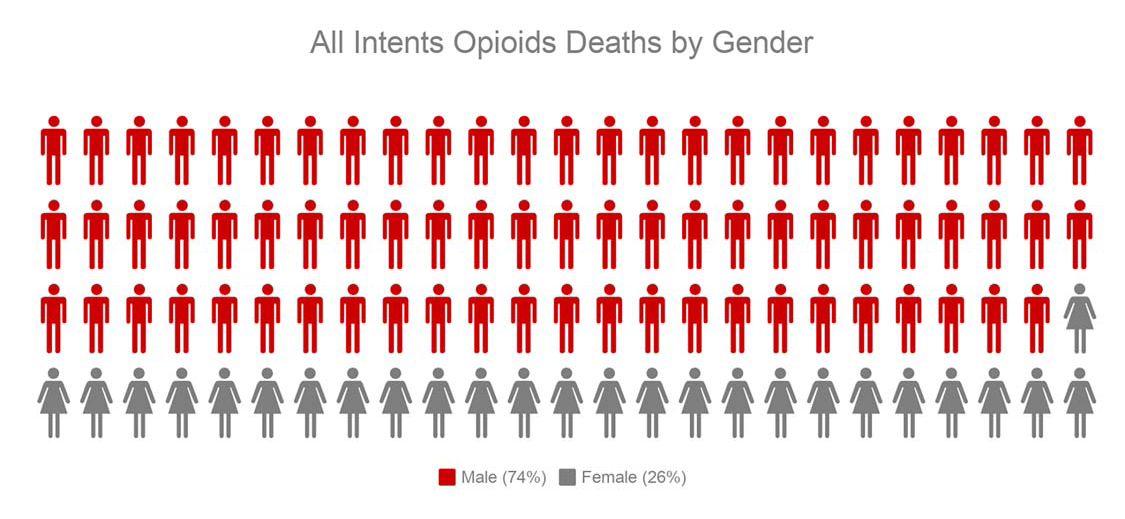 All Intents Opioids Deaths by Gender
Male (74%) Female (26%)